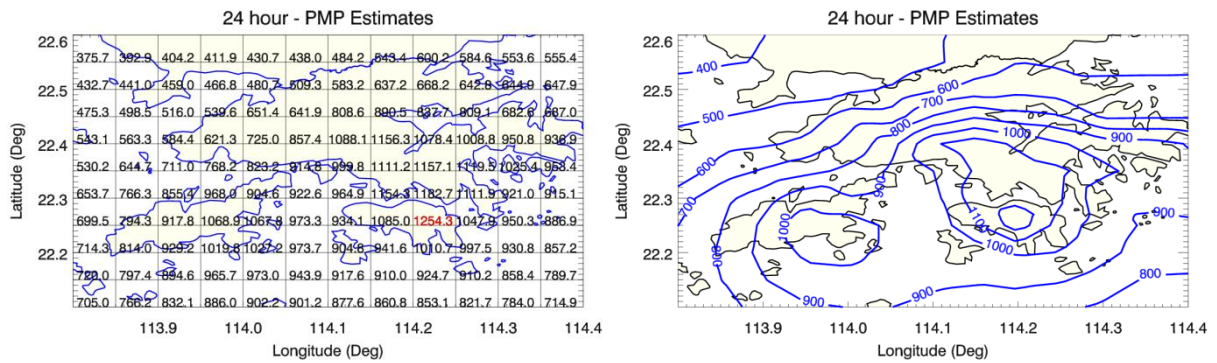 24 hour - PMP Estimates
22.6
375.7 392.9 404.2 411.9 430.7 438.0 484.2 543.4 600.2 584.6 553.6 555.4
432.7 441.0 459.0 466.8 480.7 509.3 583.2 637.2 668.2 642.8 644.9 647.9
22.5
475.3 498.5 516.0 539.6 651.4 641.9 808.6 809.1 682.6 687.0
543.1 563.3 584.4 621.3 725.0 857.4 1088.1 1156.3 1078.4 1008.8 950.8 936.9
22.4
530.2 644.7 711.0 768.2 823.2 914.8 999.8 1111.2 1157.1 1119.5 1035.4 953.4
653.7 766.3 855.4 968.0 904.6 922.6 964.9 1154.3 1182.7 1111.9 921.0 915.1
22.3
699.5 794.3 917.8 1068.9 1067.8 973.3 934.1 1085.0 1254.3 1047.9 950.3 886.9
714.3 814.0 929.2 1019.8 1027.2 973.7 904.8 941.6 1010.7 997.5 930.8 857.2
22.2
720.0 797.4 894.6 965.7 973.0 943.9 917.6 910.0 924.7 910.2 858.4 789.7
705.0 766.2 832.1 886.0 902.2 901.2 877.6 860.8 853.1 821.7 784.0 714.9
113.9 114.0 114.1 114.2 114.3 114.4
Longitude (Deg)
Latitude (Deg)
24 hour - PMP Estimates
22.6
400
22.5
500
600
700
800
900
1000
22.4
600
900
22.3
700
1000
1100
1000
900
22.2
800
900
900
800
113.9 114.0 114.1 114.2 114.3 114.4
Longitude (Deg)
Latitude (Deg)